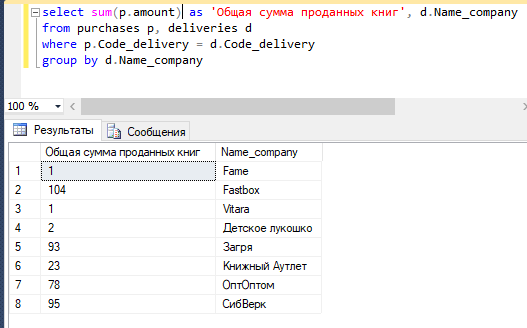 select sum(p.amount) as 'Общая сумма проданных книг', d.Name_company
from purchases p, deliveries d
where p.Code_delivery = d.Code_delivery
group by d.Name_company
100 %
Результаты Сообщения
Общая сумма проданных книг Name_company
1 1 Fame
2 104 Fastbox
3 1 Vitara
4 2 Детское лукошко
5 93 Загря
6 23 Книжный Аутлет
7 78 ОптОптом
8 95 СибВерк